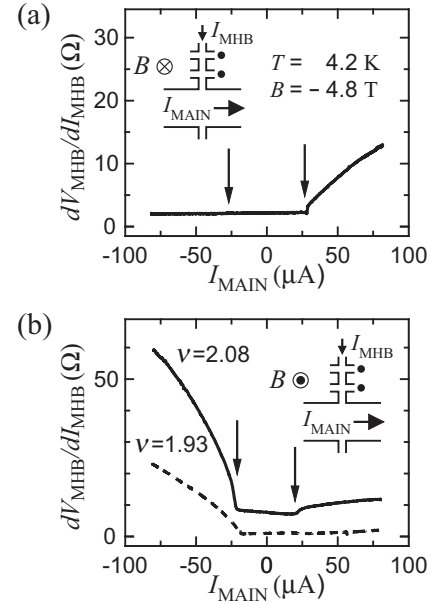 (a)
dV_MHB/dI_MHB (Ω)
30
20
10
0
I_MHB
B ⊗
I_MAIN
T = 4.2 K
B = – 4.8 T
-100 -50 0 50 100
I_MAIN (μA)
(b)
dV_MHB/dI_MHB (Ω)
50
0
ν=2.08
ν=1.93
I_MHB
B
I_MAIN
-100 -50 0 50 100
I_MAIN (μA)